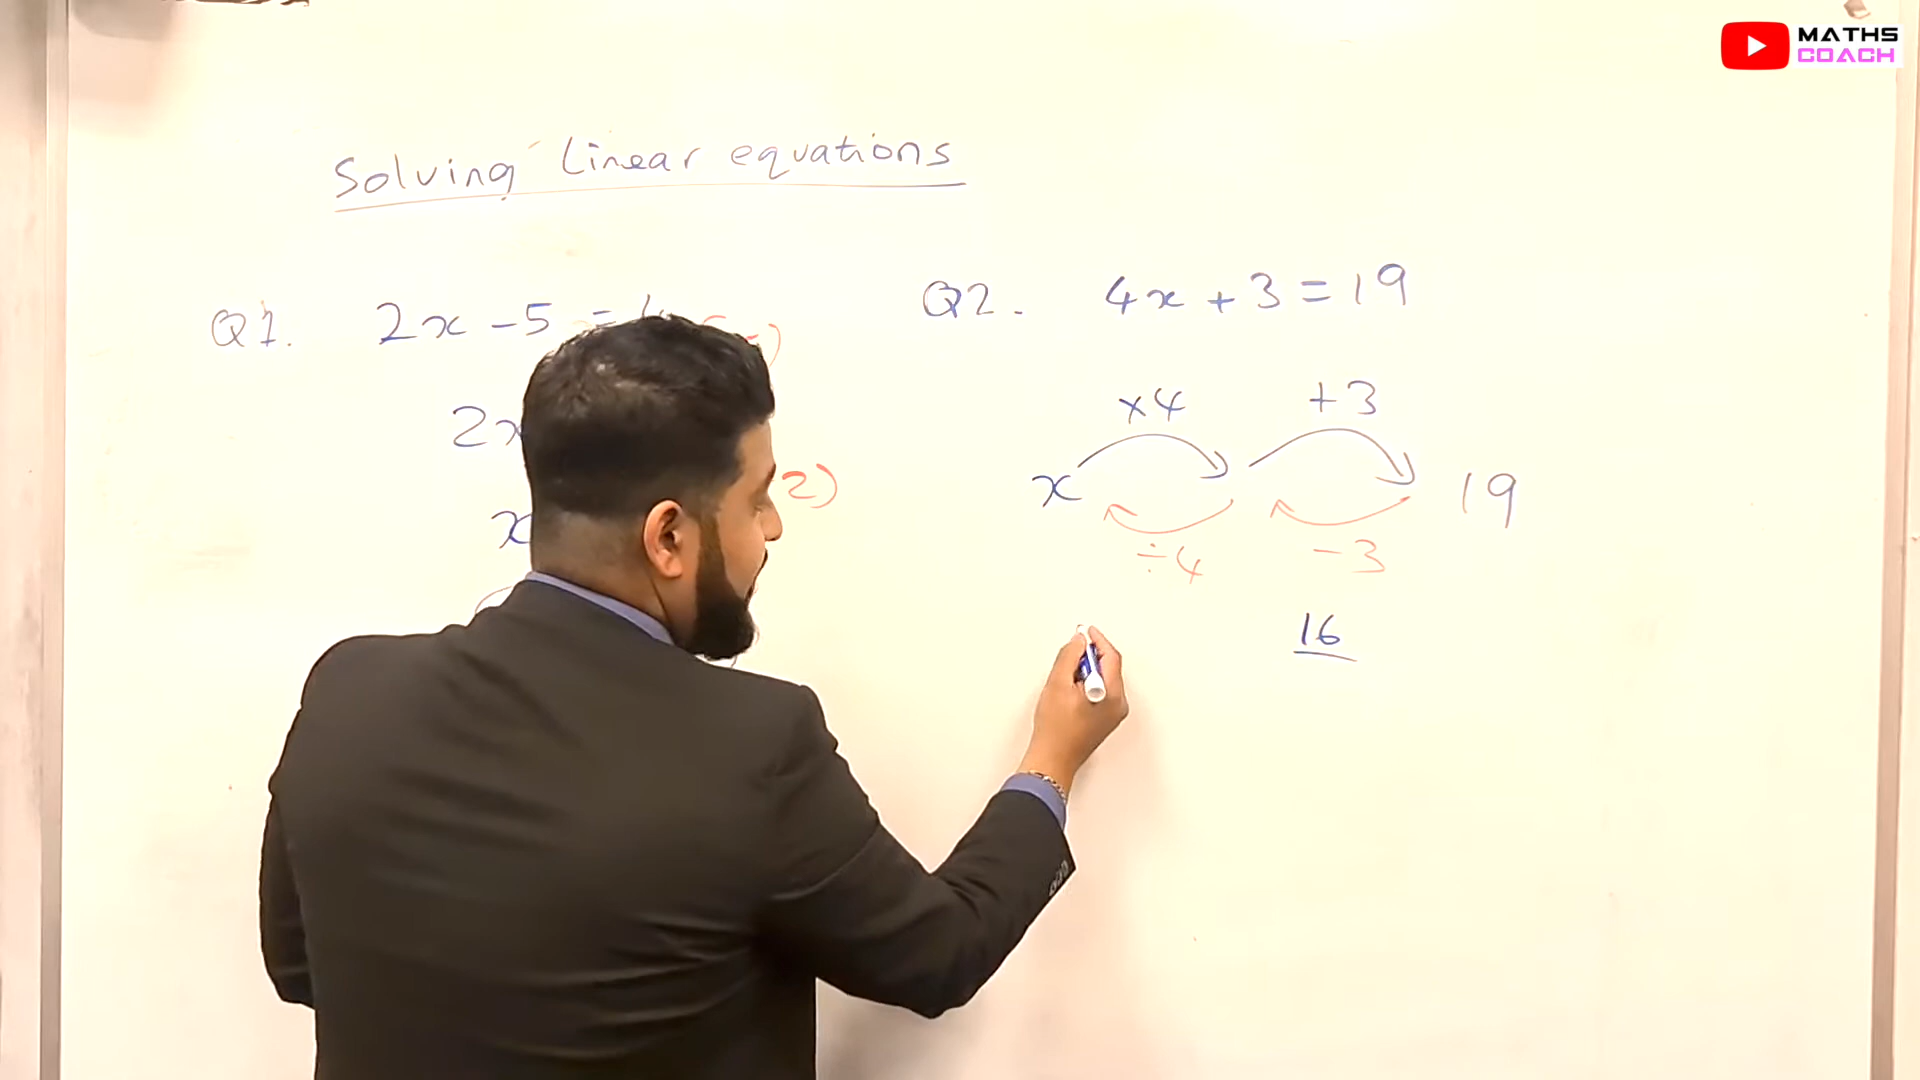 MATHS
COACH
Solving Linear equations
Q1. 2x - 5 =
2x
x
2)
Q2. 4x + 3 = 19
×4 +3
x 19
÷4 -3
16